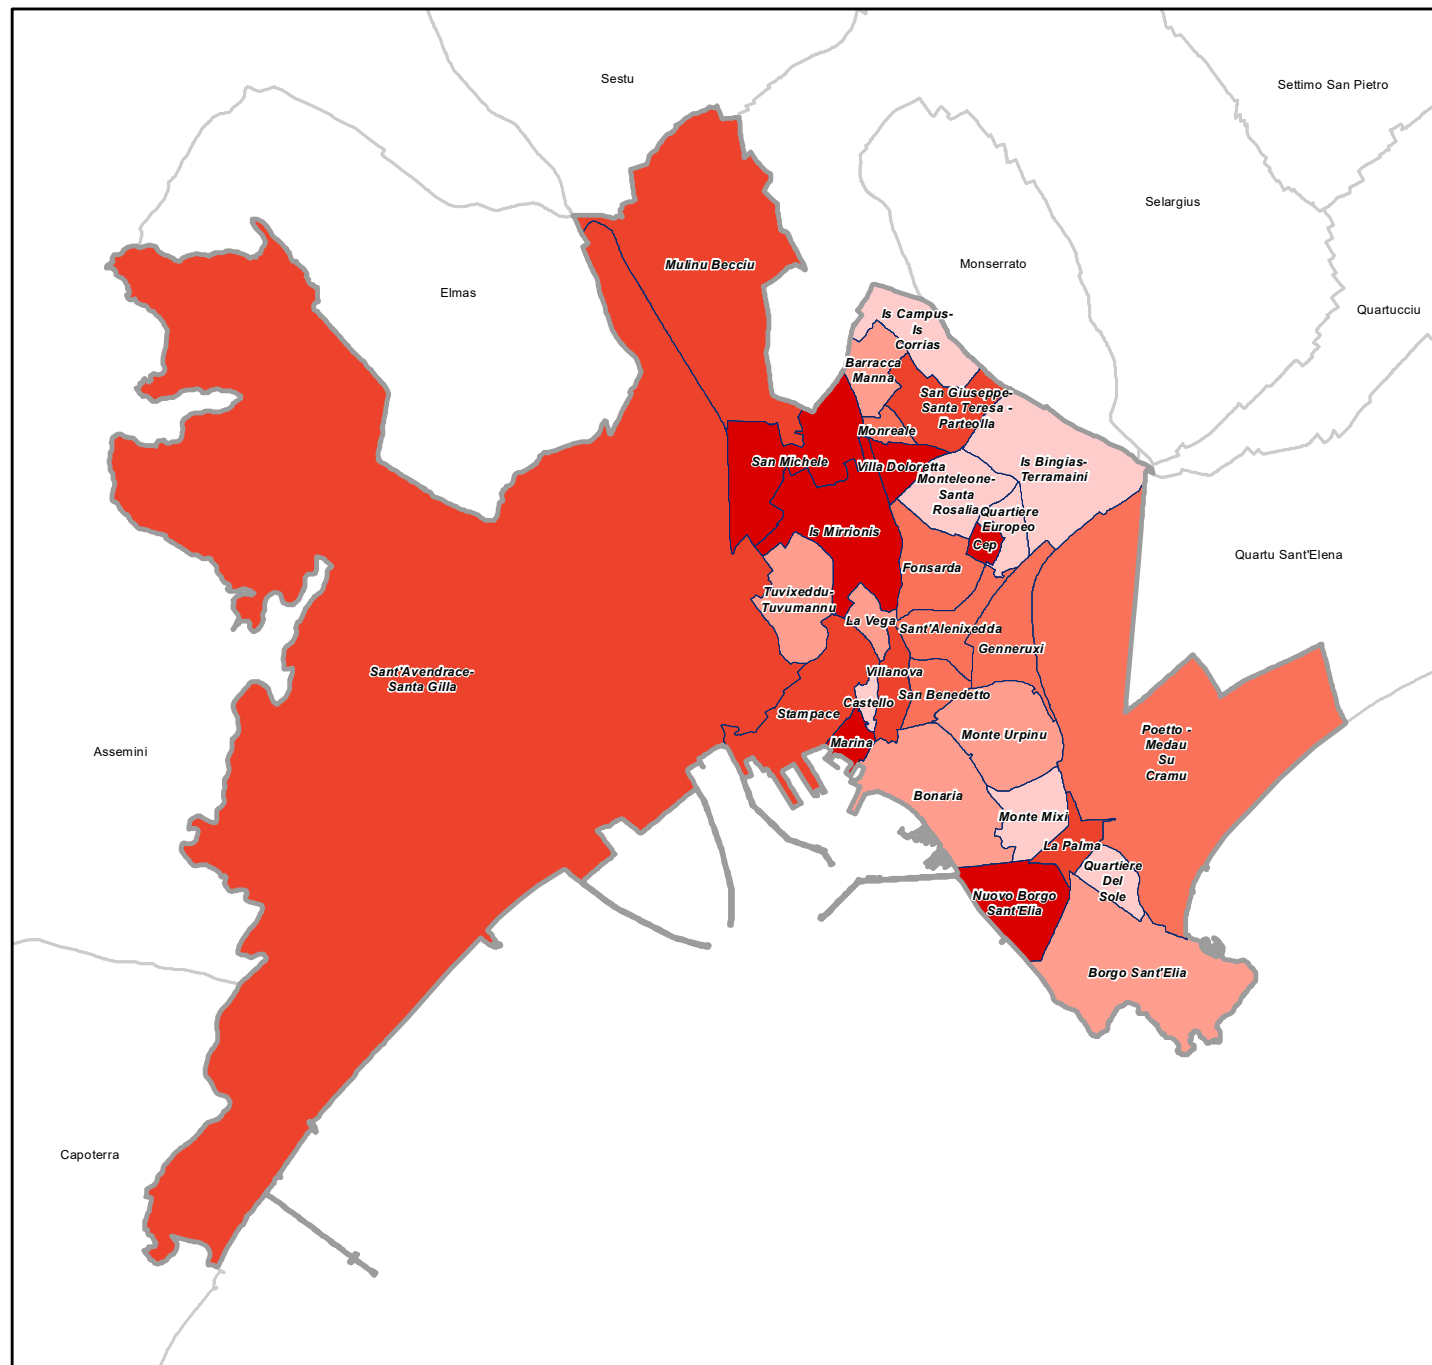 Sestu
Settimo San Pietro
Selargius
Monserrato
Mulinu Becciu
Elmas
Quartucciu
Is Campus-
Is
Corrias
Barracca
Manna
San Giuseppe-
Santa Teresa -
Parteolla
Monreale
San Michele
Villa Doloretta
Is Bingias-
Terramaini
Monteleone-
Santa
Rosalia
Quartiere
Europeo
Is Mirrionis
Cep
Quartu Sant'Elena
Fonsarda
Tuvixeddu-
Tuvumannu
La Vega
Sant'Alenixedda
Genneruxi
Sant'Avendrace-
Santa Gilla
Villanova
San Benedetto
Castello
Stampace
Marina
Monte Urpinu
Poetto -
Medau
Su
Cramu
Assemini
Bonaria
Monte Mixi
La Palma
Quartiere
Del
Sole
Nuovo Borgo
Sant'Elia
Borgo Sant'Elia
Capoterra